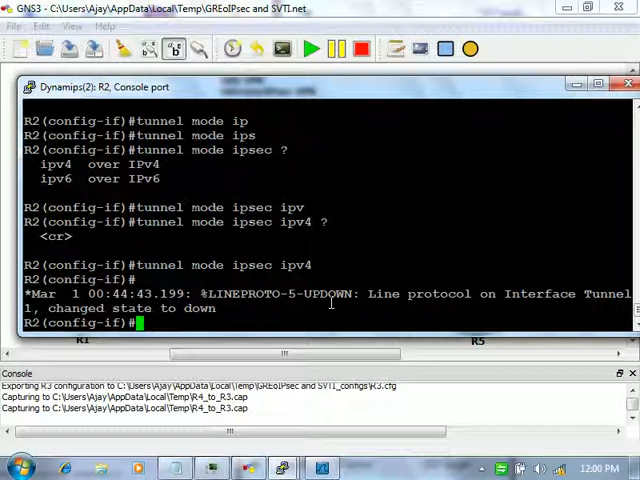 GNS3 - C:\Users\Ajay\AppData\Local\Temp\GREoIPsec and SVTI.net
File Edit View Help
Dynamips(2): R2, Console port
R2(config-if)#tunnel mode ip
R2(config-if)#tunnel mode ips
R2(config-if)#tunnel mode ipsec ?
ipv4 over IPv4
ipv6 over IPv6
R2(config-if)#tunnel mode ipsec ipv
R2(config-if)#tunnel mode ipsec ipv4 ?
<cr>
R2(config-if)#tunnel mode ipsec ipv4
R2(config-if)#
*Mar 1 00:44:43.199: %LINEPROTO-5-UPDOWN: Line protocol on Interface Tunnel
1, changed state to down
R2(config-if)#
R1 R5
Console
Exporting R3 configuration to C:\Users\Ajay\AppData\Local\Temp\GREoIPsec and SVTI_configs\R3.cfg
Capturing to C:\Users\Ajay\AppData\Local\Temp\R4_to_R3.cap
Capturing to C:\Users\Ajay\AppData\Local\Temp\R4_to_R3.cap
12:00 PM